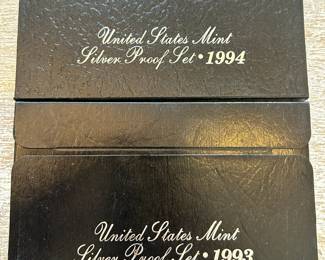 United States Mint
Silver Proof Set • 1994
United States Mint
Silver Proof Set • 1993